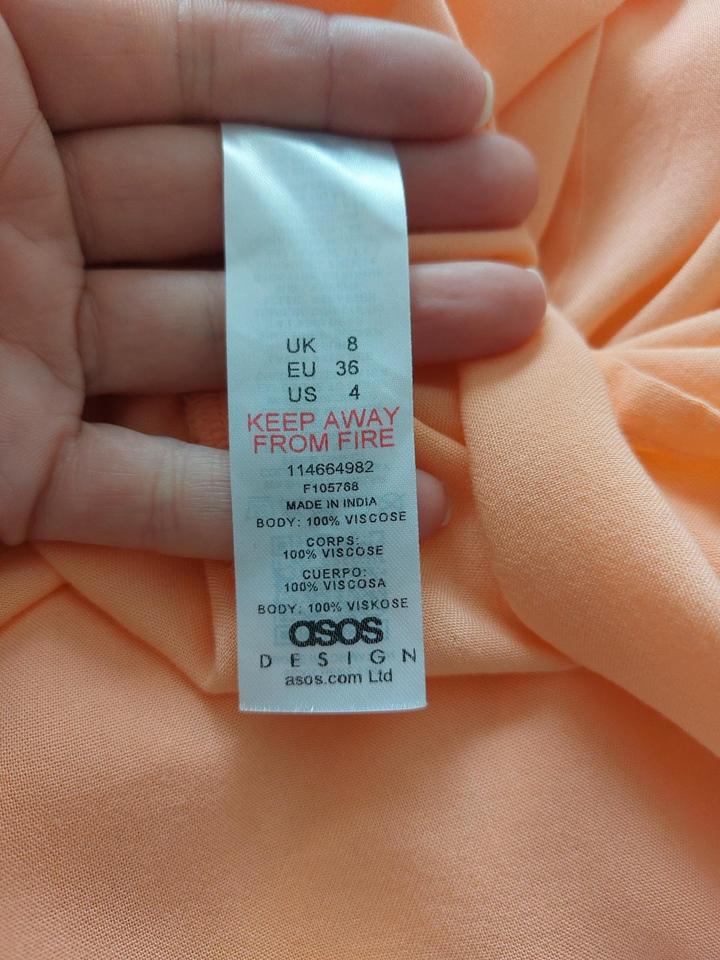 UK 8
EU 36
US 4
KEEP AWAY
FROM FIRE
114664982
F105768
MADE IN INDIA
BODY: 100% VISCOSE
CORPS:
100% VISCOSE
CUERPO:
100% VISCOSA
BODY: 100% VISKOSE
asos
DESIGN
asos.com Ltd